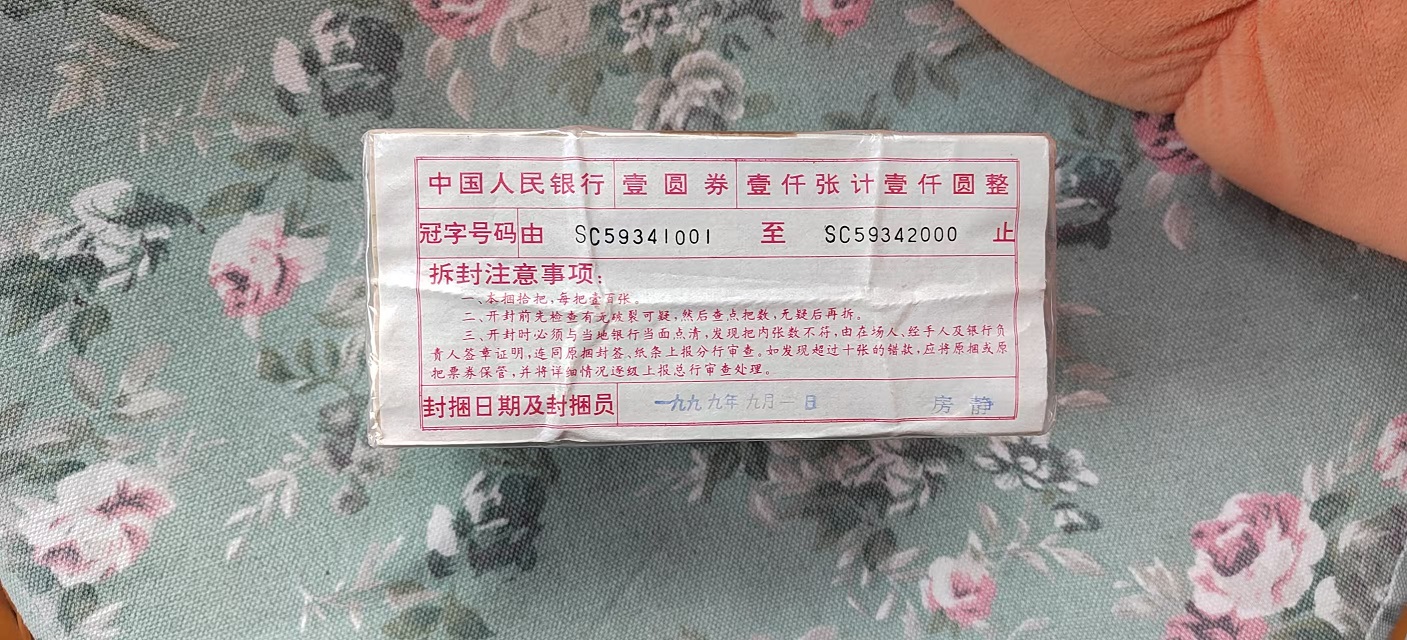 中国人民银行 壹圆券 壹仟张计壹仟圆整
冠字号码 由 SC59341001 至 SC59342000 止
拆封注意事项:
一、本捆拾把,每把壹百张。
二、开封前先检查有无破裂可疑,然后查点把数,无疑后再拆。
三、开封时必须与当地银行当面点清,发现把内张数不符,由在场人、经手人及银行负
责人签章证明,连同原捆封签、纸条上报分行审查。如发现超过十张的错款,应将原捆或原
把票券保管,并将详细情况逐级上报总行审查处理。
封捆日期及封捆员 一九九九年九月一日 房静